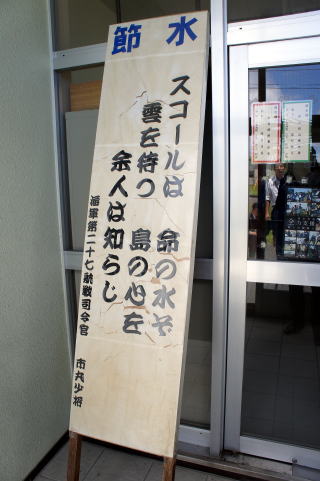 節水
スコールは 命の水ぞ
雲を待つ 島の心を
余人は知らじ
海軍第二十七航戦司令官 市丸少将